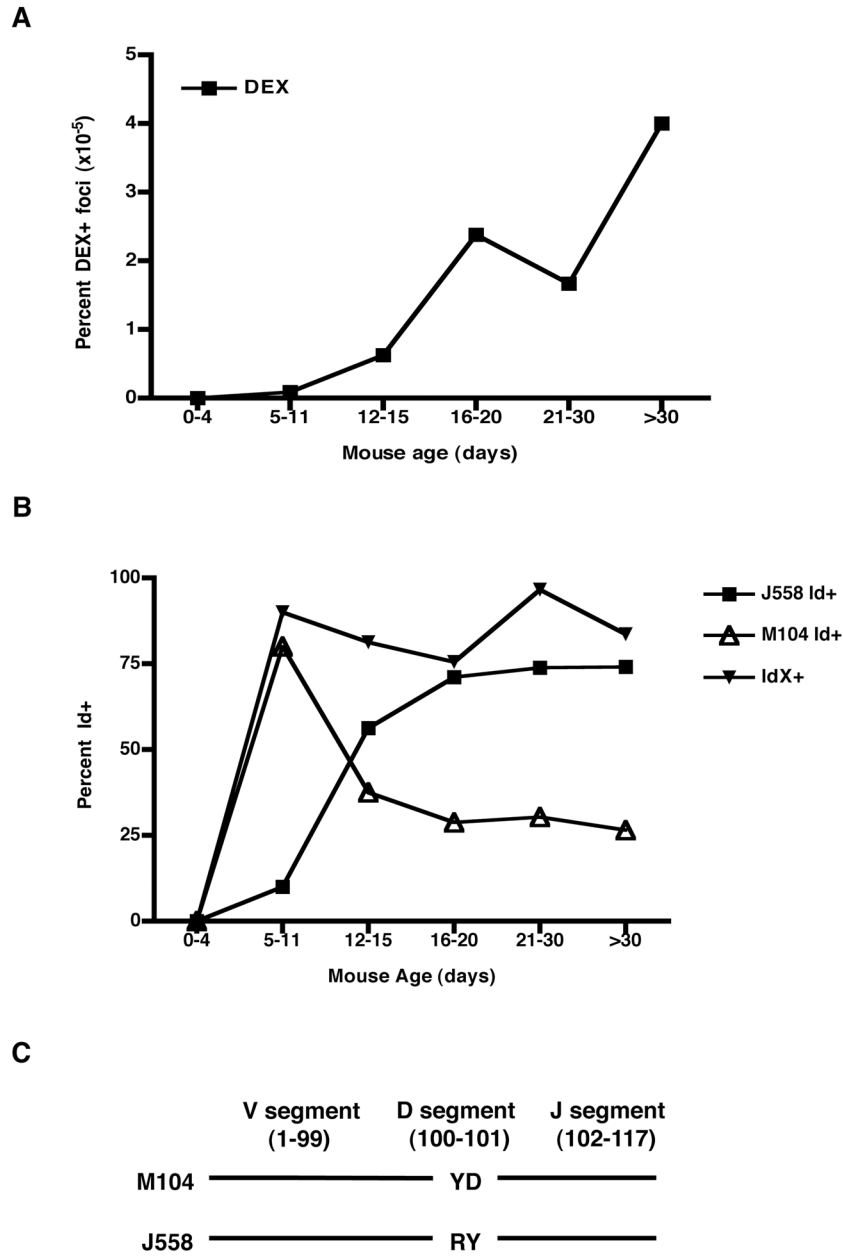 A
5
DEX
4
3
2
1
0
Percent DEX+ foci (x10-5)
0-4 5-11 12-15 16-20 21-30 >30
Mouse age (days)
B
100
75
50
25
0
Percent Id+
J558 Id+
M104 Id+
IdX+
0-4 5-11 12-15 16-20 21-30 >30
Mouse Age (days)
C
V segment D segment J segment
(1-99) (100-101) (102-117)
M104 YD
J558 RY